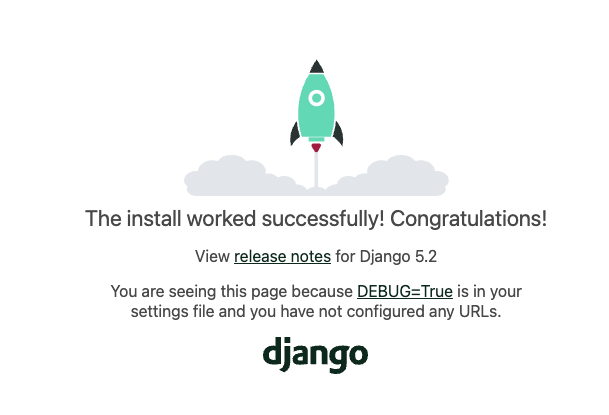 The install worked successfully! Congratulations!
View release notes for Django 5.2
You are seeing this page because DEBUG=True is in your
settings file and you have not configured any URLs.
django